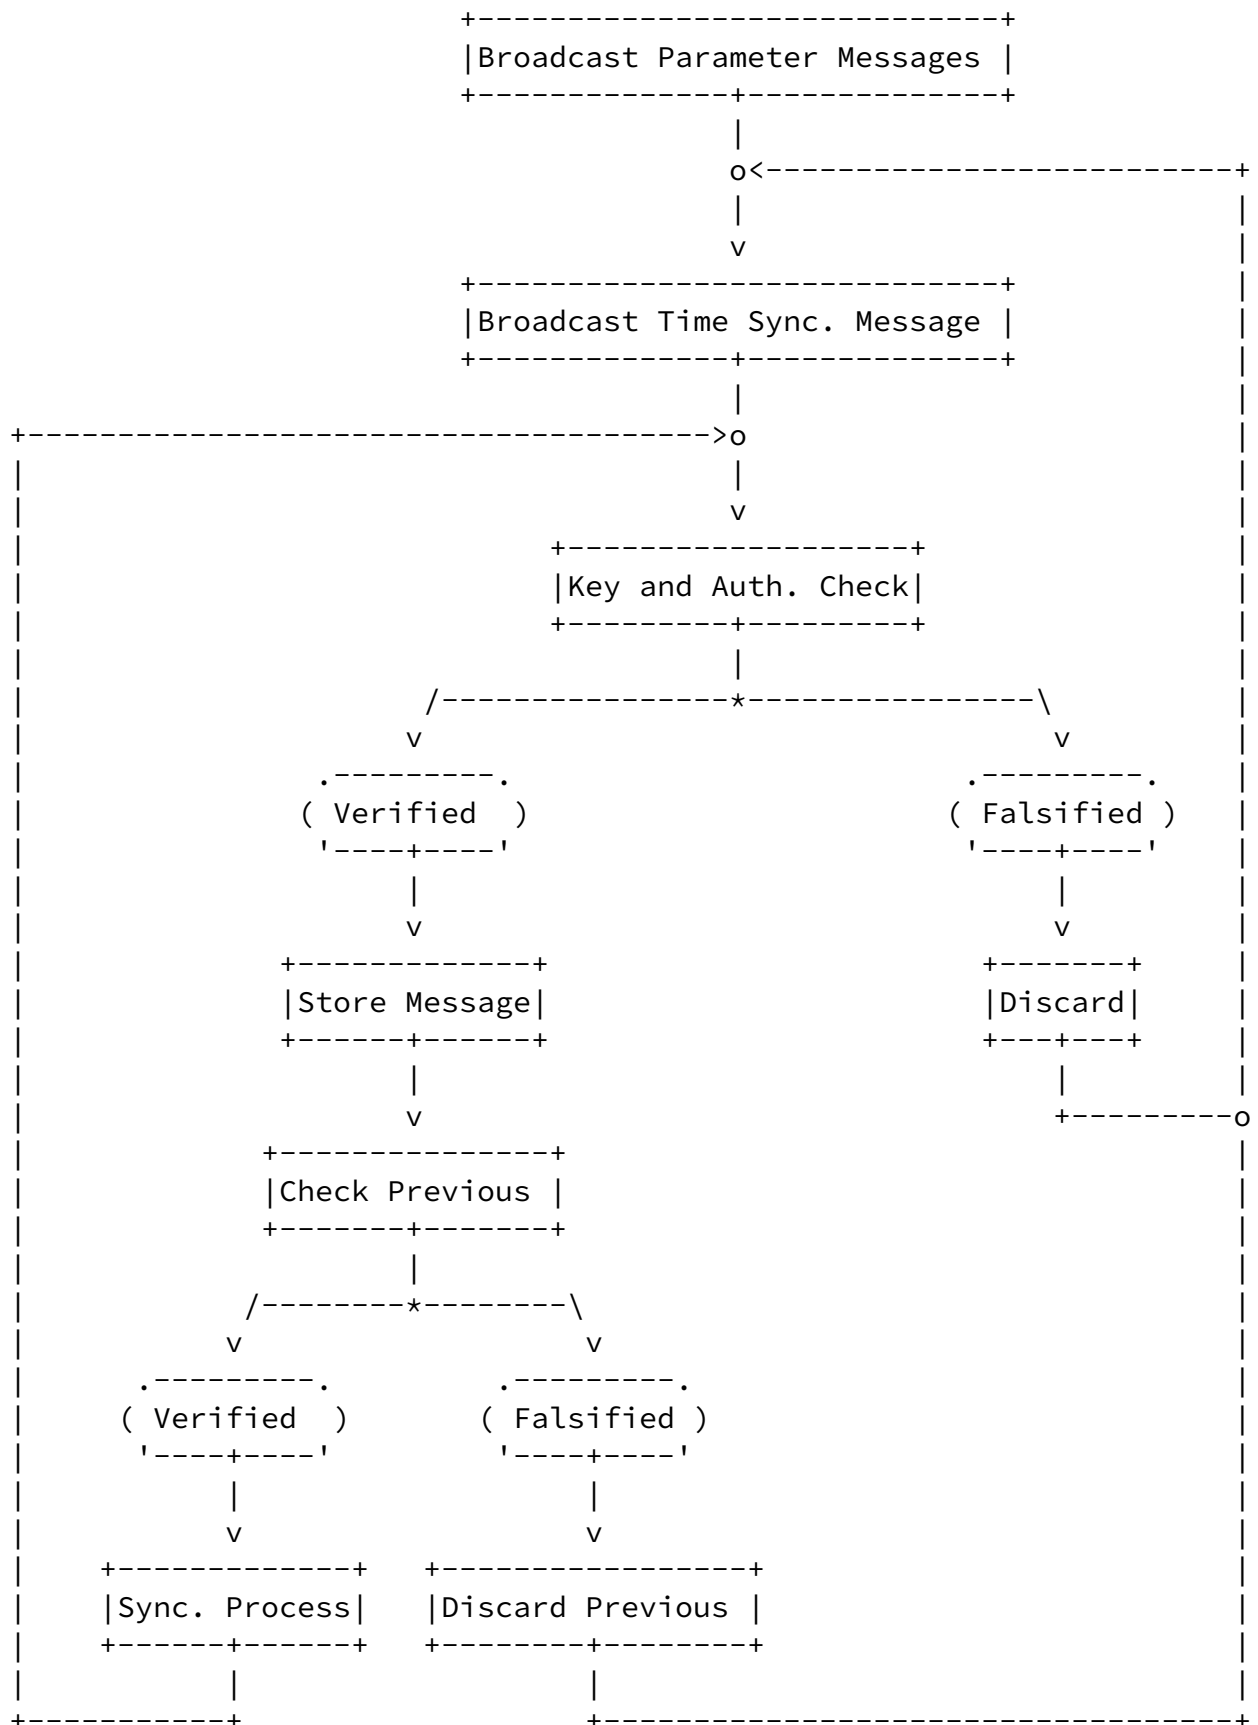 Broadcast Parameter Messages
Broadcast Time Sync. Message
Key and Auth. Check
( Verified ) ( Falsified )
Store Message Discard
Check Previous
( Verified ) ( Falsified )
Sync. Process Discard Previous